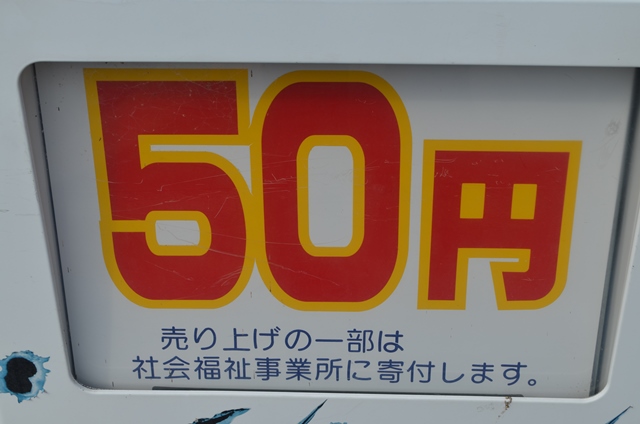 50円
売り上げの一部は
社会福祉事業所に寄付します。